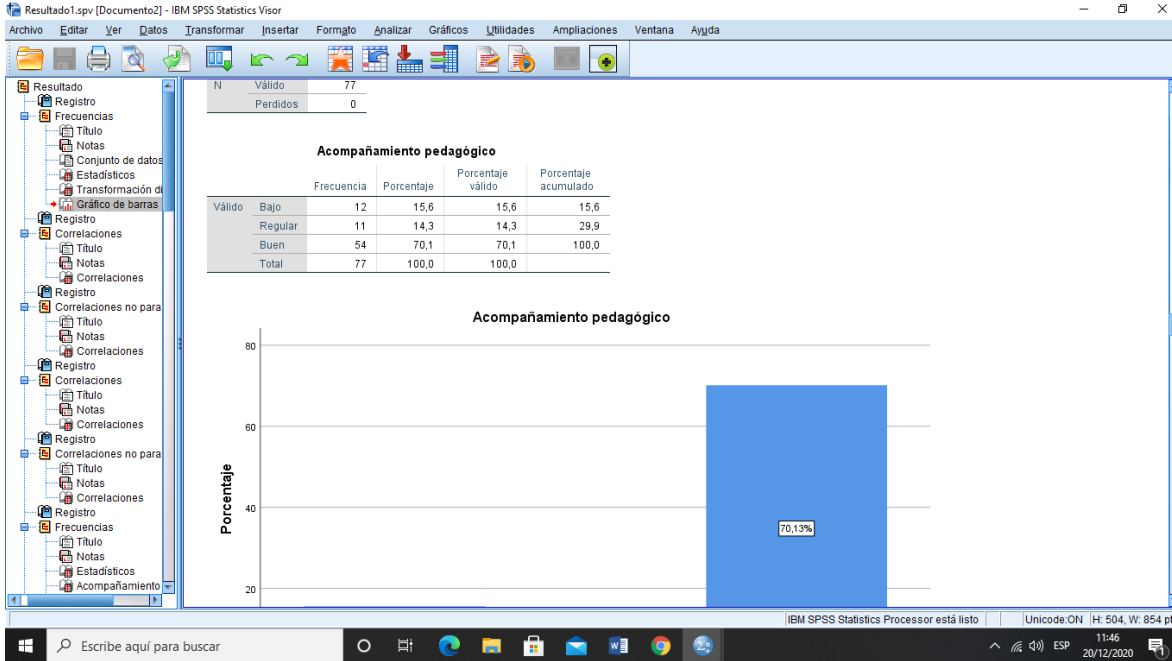 Resultado1.spv [Documento2] - IBM SPSS Statistics Visor
Archivo Editar Ver Datos Transformar Insertar Formato Analizar Gráficos Utilidades Ampliaciones Ventana Ayuda
Resultado
Registro
Frecuencias
Título
Notas
Conjunto de datos
Estadísticos
Transformación di
Gráfico de barras
Registro
Correlaciones
Título
Notas
Correlaciones
Registro
Correlaciones no para
Título
Notas
Correlaciones
Registro
Correlaciones
Título
Notas
Correlaciones
Registro
Correlaciones no para
Título
Notas
Correlaciones
Registro
Frecuencias
Título
Notas
Estadísticos
Acompañamiento
N Válido 77
Perdidos 0
Acompañamiento pedagógico
Frecuencia Porcentaje Porcentaje válido Porcentaje acumulado
Válido Bajo 12 15,6 15,6 15,6
Regular 11 14,3 14,3 29,9
Buen 54 70,1 70,1 100,0
Total 77 100,0 100,0
Acompañamiento pedagógico
Porcentaje
80
60
40
20
70,13%
IBM SPSS Statistics Processor está listo Unicode:ON H: 504, W: 854 pt
Escribe aquí para buscar
ESP
11:46
20/12/2020